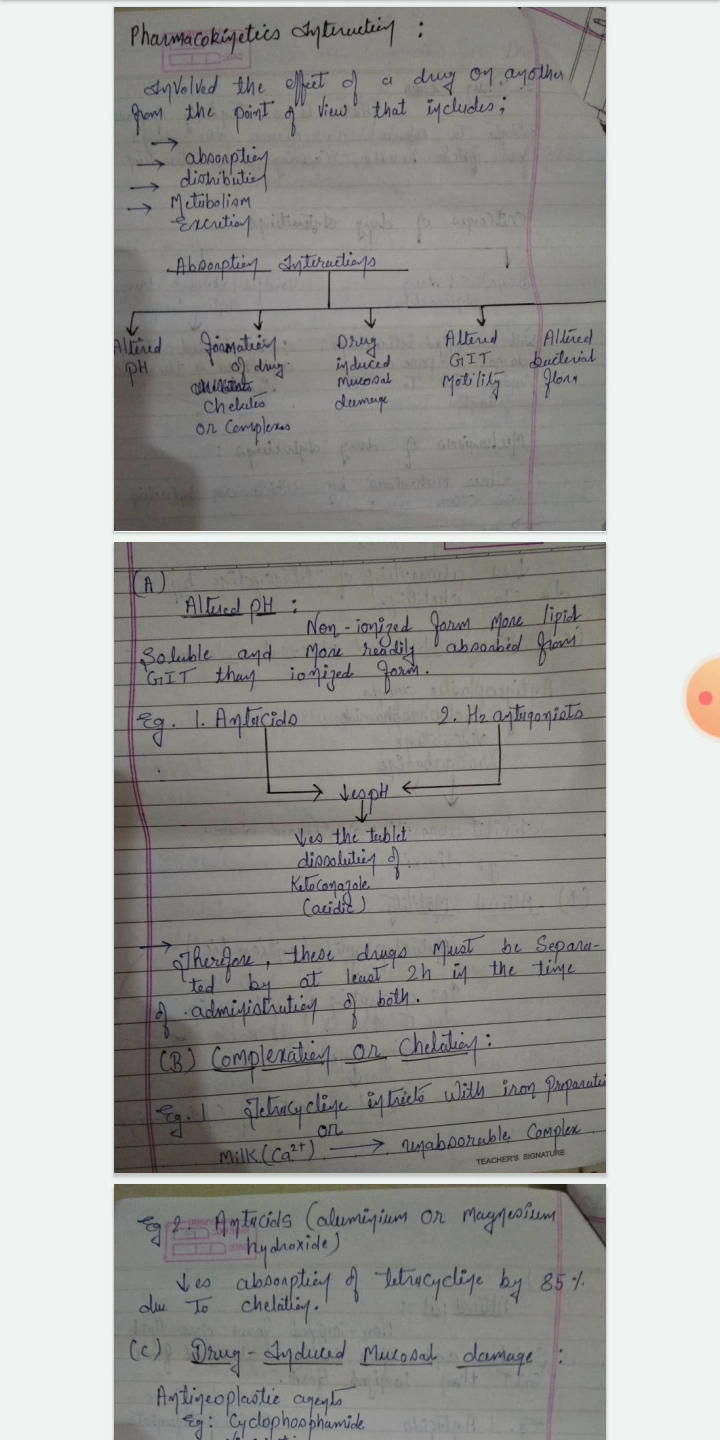 Pharmacokinetics Interaction :
Involved the effect of a drug on another
from the point of view that includes;
→
→ absorption
→ distribution
→ Metabolism
Excretion
Absorption Interactions
Altered pH
Formation of drug
Chelates
or Complexes
Drug
induced
mucosal
damage
Altered
GIT
Motility
Altered
bacterial
flora
(A)
Altered pH :
Non-ionized form more lipid
Soluble and more readily absorbed from
GIT than ionized form.
Eg. 1. Antacids 2. H2 antagonists
↓es pH
↓es the tablet
dissolution of
Ketoconazole
(acidic)
→ Therefore, these drugs must be Separa-
ted by at least 2h in the time
of administration of both.
(B) Complexation or Chelation:
Eg. 1 Tetracycline intricts with iron Preparati
or
Milk (Ca2+) → unabsorbable Complex
TEACHER'S SIGNATURE
Eg 2. Antacids (aluminium or magnesium
hydroxide)
↓es absorption of tetracycline by 85%
due To chelation.
(C) Drug-Induced Mucosal damage :
Antineoplastic agents
Eg: Cyclophosphamide